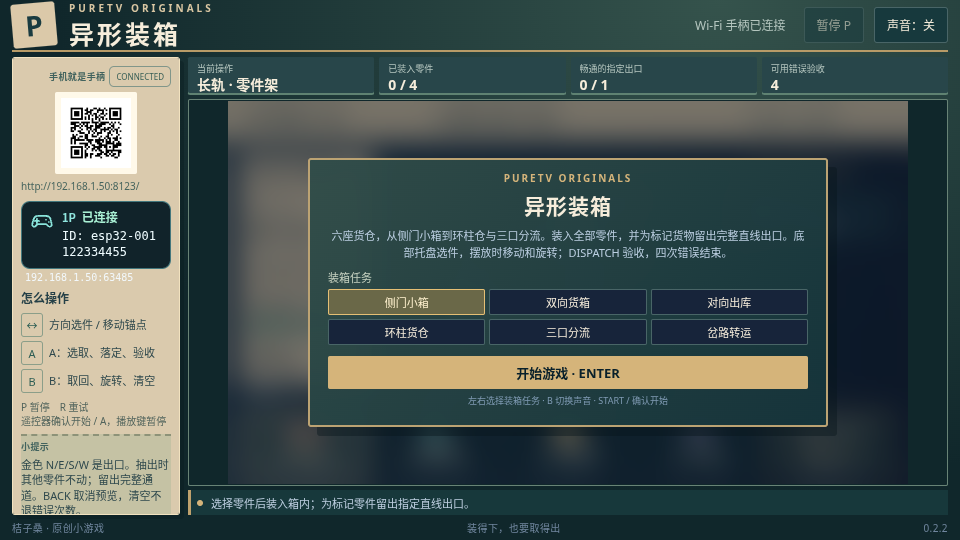 P
PURETV ORIGINALS
异形装箱
Wi-Fi 手柄已连接
暂停 P
声音：关
手机就是手柄
CONNECTED
http://192.168.1.50:8123/
1P 已连接
ID: esp32-001
122334455
192.168.1.50:63485
怎么操作
↔ 方向选件 / 移动锚点
A A：选取、落定、验收
B B：取回、旋转、清空
P 暂停 R 重试
遥控器确认开始 / A，播放键暂停
小提示
金色 N/E/S/W 是出口。抽出时
其他零件不动；留出完整通
道。BACK 取消预览，清空不
退错误次数。
当前操作
长轨 · 零件架
已装入零件
0 / 4
畅通的指定出口
0 / 1
可用错误验收
4
PURETV ORIGINALS
异形装箱
六座货仓，从侧门小箱到环柱仓与三口分流。装入全部零件，并为标记货物留出完整直线出口。底
部托盘选件，摆放时移动和旋转；DISPATCH 验收，四次错误结束。
装箱任务
侧门小箱
双向货箱
对向出库
环柱货仓
三口分流
岔路转运
开始游戏 · ENTER
左右选择装箱任务 · B 切换声音 · START / 确认开始
选择零件后装入箱内；为标记零件留出指定直线出口。
桔子桑 · 原创小游戏
装得下，也要取得出
0.2.2